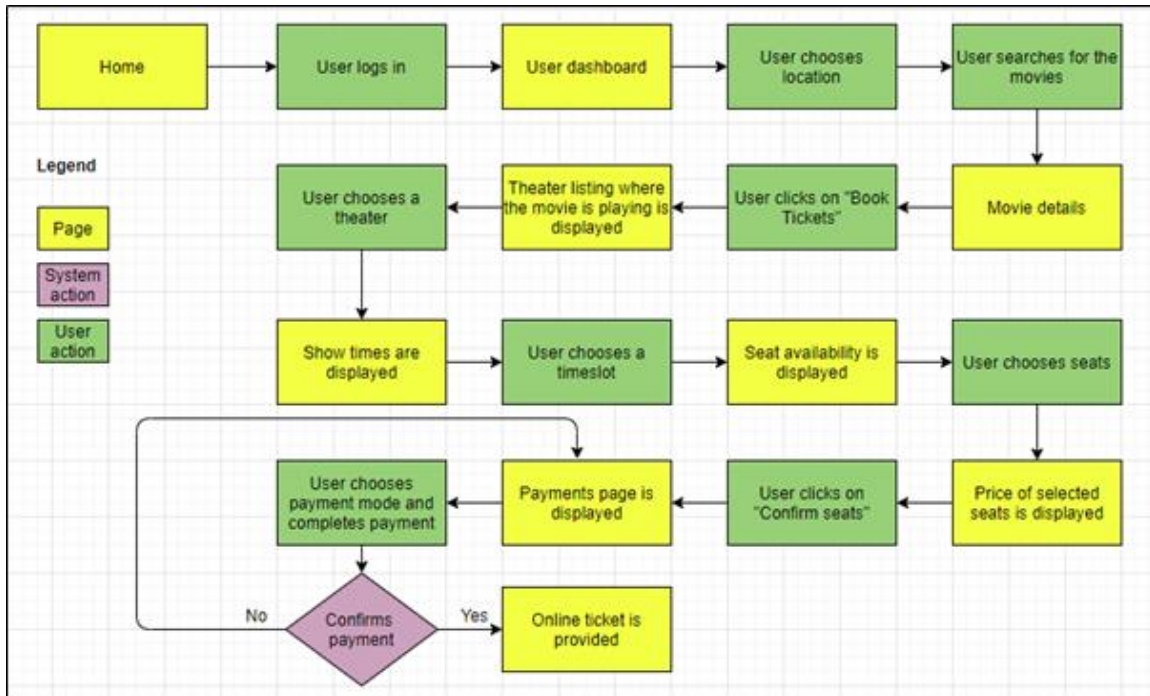 Home
User logs in
User dashboard
User chooses
location
User searches for the
movies
Legend
Page
System
action
User
action
Movie details
User clicks on "Book
Tickets"
Theater listing where
the movie is playing is
displayed
User chooses a
theater
Show times are
displayed
User chooses a
timeslot
Seat availability is
displayed
User chooses seats
Price of selected
seats is displayed
User clicks on
"Confirm seats"
Payments page is
displayed
User chooses
payment mode and
completes payment
Confirms
payment
No
Yes
Online ticket is
provided